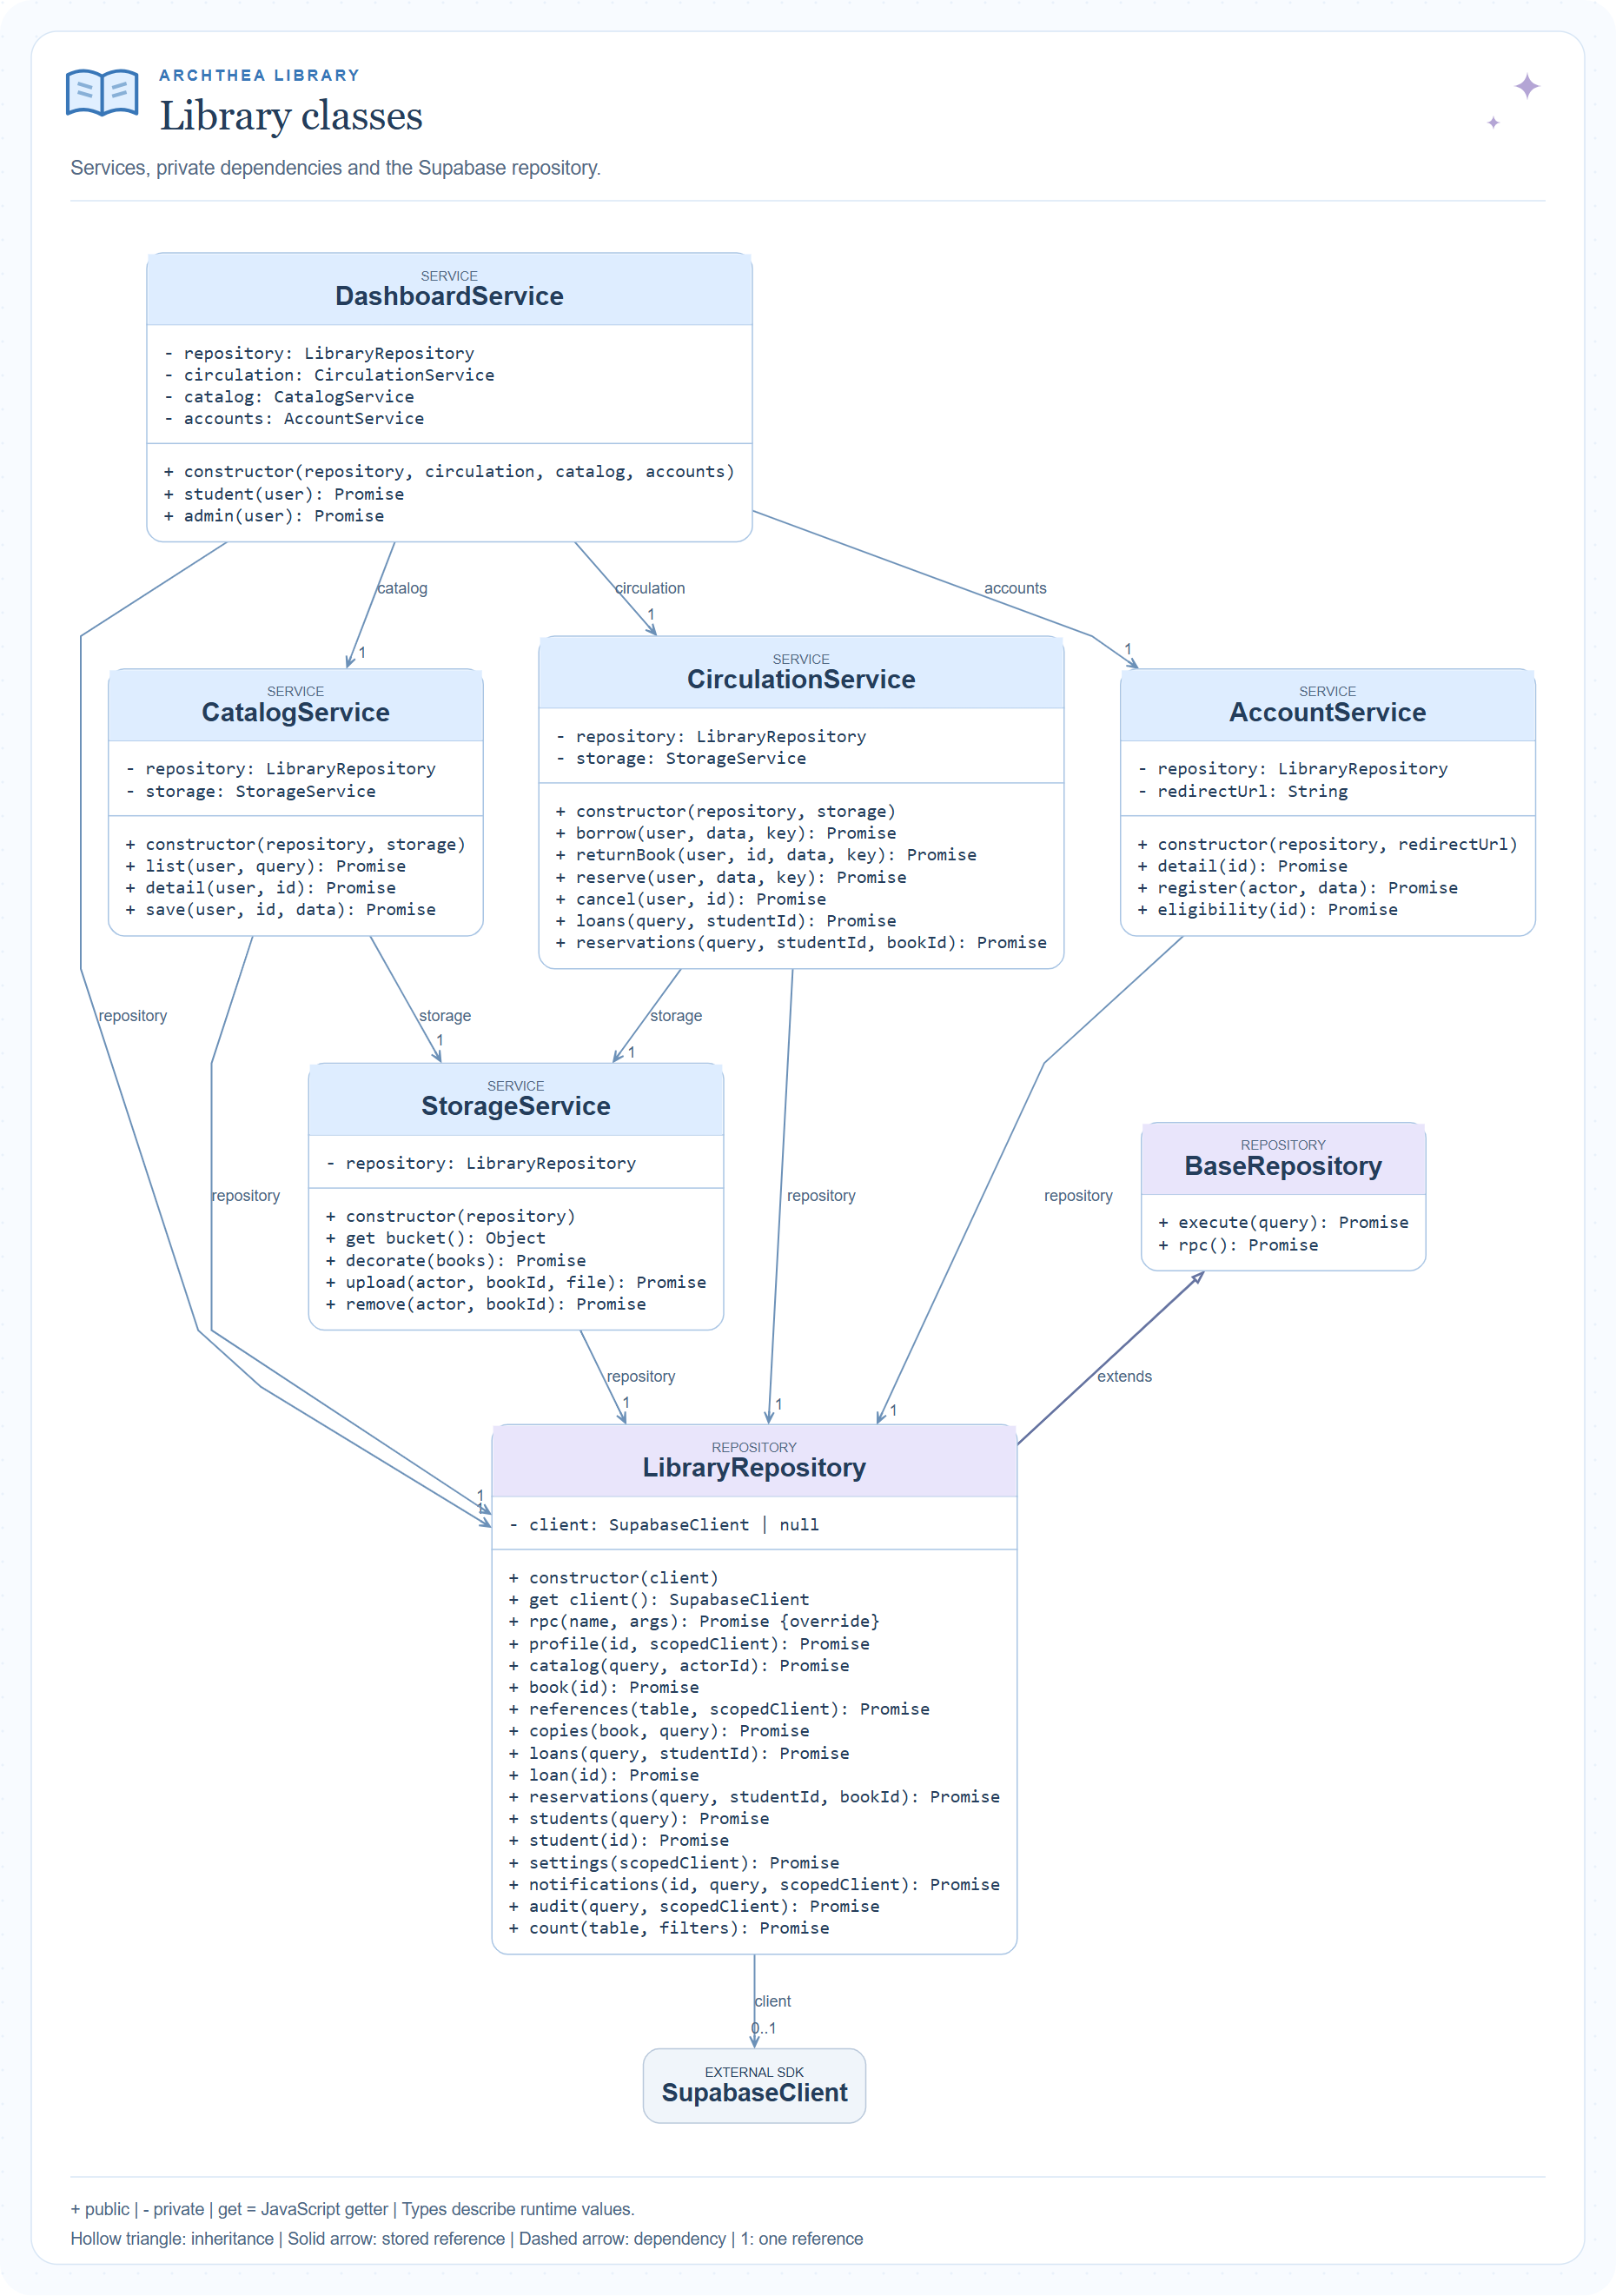 ARCHTHEA LIBRARY
Library classes
Services, private dependencies and the Supabase repository.
SERVICE
DashboardService
- repository: LibraryRepository
- circulation: CirculationService
- catalog: CatalogService
- accounts: AccountService
+ constructor(repository, circulation, catalog, accounts)
+ student(user): Promise
+ admin(user): Promise
catalog
circulation
accounts
1
1
1
SERVICE
CatalogService
- repository: LibraryRepository
- storage: StorageService
+ constructor(repository, storage)
+ list(user, query): Promise
+ detail(user, id): Promise
+ save(user, id, data): Promise
SERVICE
CirculationService
- repository: LibraryRepository
- storage: StorageService
+ constructor(repository, storage)
+ borrow(user, data, key): Promise
+ returnBook(user, id, data, key): Promise
+ reserve(user, data, key): Promise
+ cancel(user, id): Promise
+ loans(query, studentId): Promise
+ reservations(query, studentId, bookId): Promise
SERVICE
AccountService
- repository: LibraryRepository
- redirectUrl: String
+ constructor(repository, redirectUrl)
+ detail(id): Promise
+ register(actor, data): Promise
+ eligibility(id): Promise
repository
storage
storage
1
1
SERVICE
StorageService
- repository: LibraryRepository
+ constructor(repository)
+ get bucket(): Object
+ decorate(books): Promise
+ upload(actor, bookId, file): Promise
+ remove(actor, bookId): Promise
repository
repository
repository
REPOSITORY
BaseRepository
+ execute(query): Promise
+ rpc(): Promise
repository
extends
1
1
1
1
1
REPOSITORY
LibraryRepository
- client: SupabaseClient | null
+ constructor(client)
+ get client(): SupabaseClient
+ rpc(name, args): Promise {override}
+ profile(id, scopedClient): Promise
+ catalog(query, actorId): Promise
+ book(id): Promise
+ references(table, scopedClient): Promise
+ copies(book, query): Promise
+ loans(query, studentId): Promise
+ loan(id): Promise
+ reservations(query, studentId, bookId): Promise
+ students(query): Promise
+ student(id): Promise
+ settings(scopedClient): Promise
+ notifications(id, query, scopedClient): Promise
+ audit(query, scopedClient): Promise
+ count(table, filters): Promise
client
0..1
EXTERNAL SDK
SupabaseClient
+ public | - private | get = JavaScript getter | Types describe runtime values.
Hollow triangle: inheritance | Solid arrow: stored reference | Dashed arrow: dependency | 1: one reference